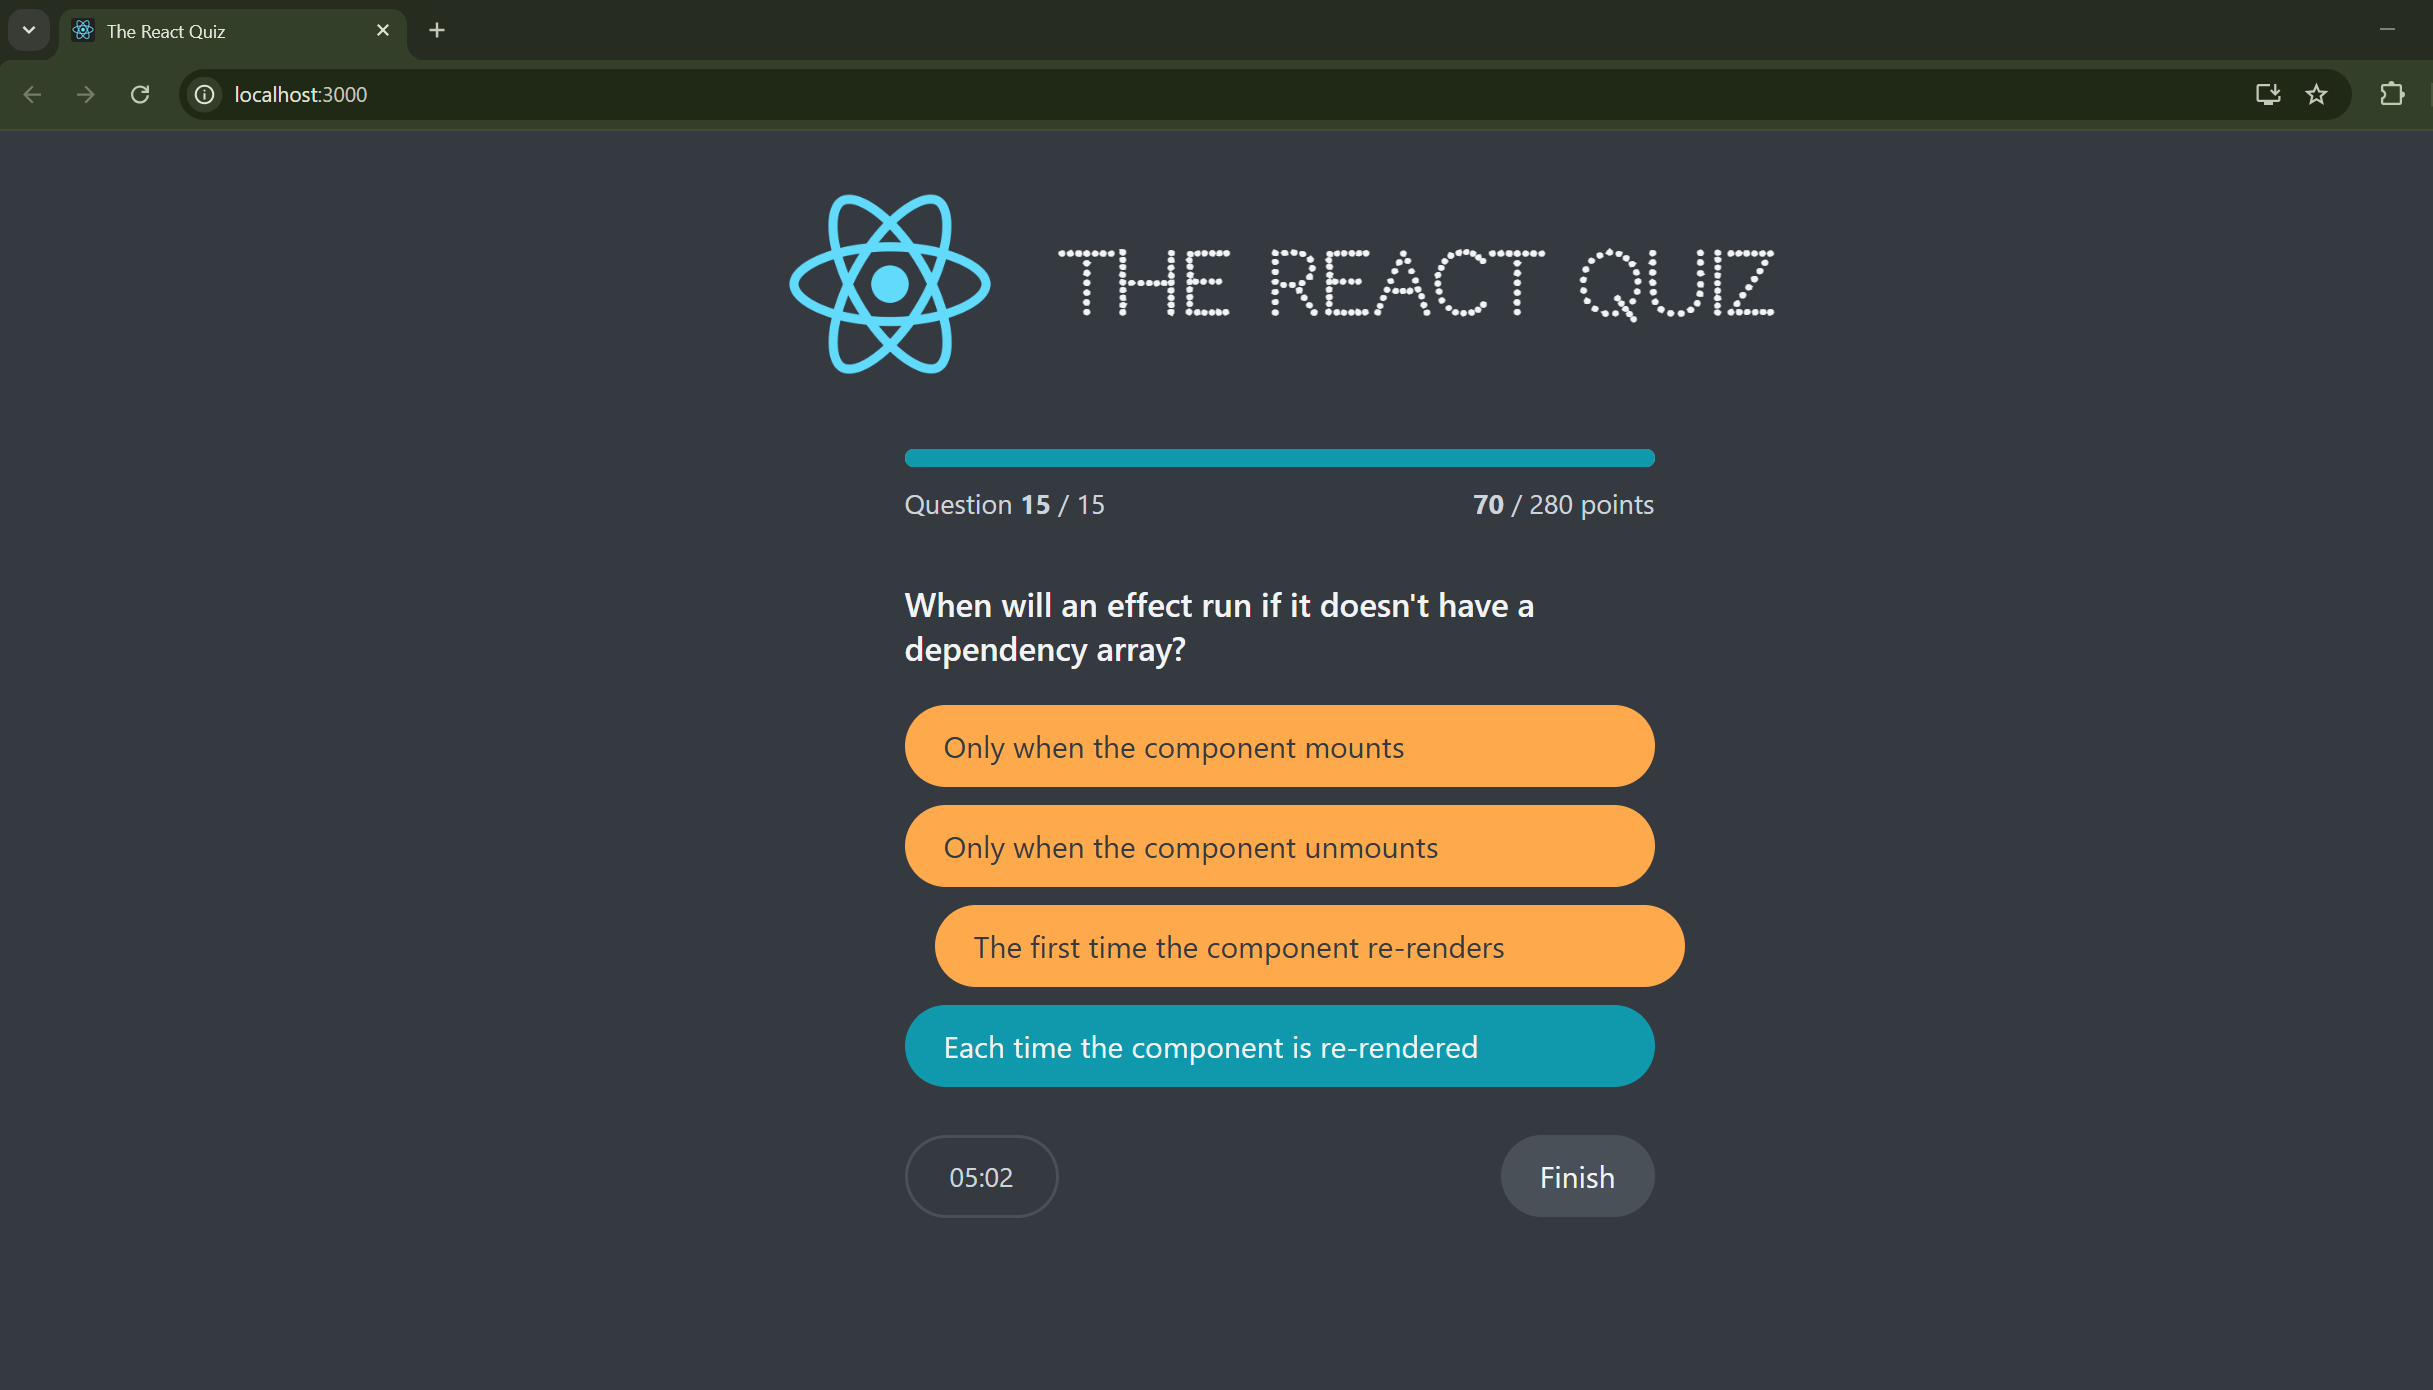 The React Quiz
localhost:3000
THE REACT QUIZ
Question 15 / 15
70 / 280 points
When will an effect run if it doesn't have a
dependency array?
Only when the component mounts
Only when the component unmounts
The first time the component re-renders
Each time the component is re-rendered
05:02
Finish